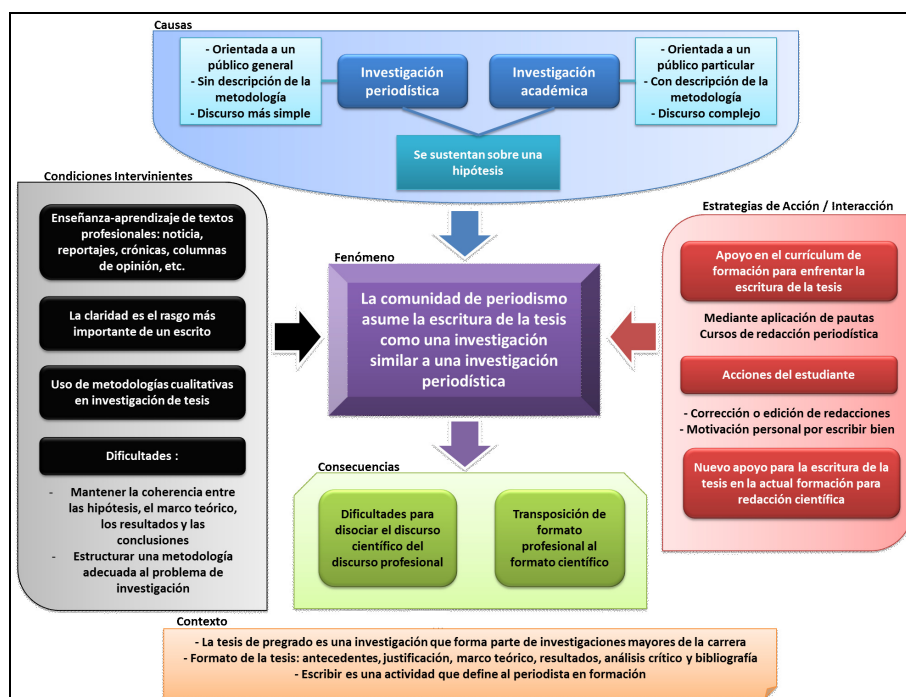 Causas
- Orientada a un
público general
- Sin descripción de la
metodología
- Discurso más simple
Investigación
periodística
Investigación
académica
- Orientada a un
público particular
- Con descripción de la
metodología
- Discurso complejo
Se sustentan sobre una
hipótesis
Condiciones Intervinientes
Enseñanza-aprendizaje de textos
profesionales: noticia,
reportajes, crónicas, columnas
de opinión, etc.
La claridad es el rasgo más
importante de un escrito
Uso de metodologías cualitativas
en investigación de tesis
Dificultades :
- Mantener la coherencia entre
las hipótesis, el marco teórico,
los resultados y las
conclusiones
- Estructurar una metodología
adecuada al problema de
investigación
Fenómeno
La comunidad de periodismo
asume la escritura de la tesis
como una investigación
similar a una investigación
periodística
Estrategias de Acción / Interacción
Apoyo en el currículum de
formación para enfrentar la
escritura de la tesis
Mediante aplicación de pautas
Cursos de redacción periodística
Acciones del estudiante
- Corrección o edición de redacciones
- Motivación personal por escribir bien
Nuevo apoyo para la escritura de la
tesis en la actual formación para
redacción científica
Consecuencias
Dificultades para
disociar el discurso
científico del
discurso profesional
Transposición de
formato
profesional al
formato científico
Contexto
- La tesis de pregrado es una investigación que forma parte de investigaciones mayores de la carrera
- Formato de la tesis: antecedentes, justificación, marco teórico, resultados, análisis crítico y bibliografía
- Escribir es una actividad que define al periodista en formación